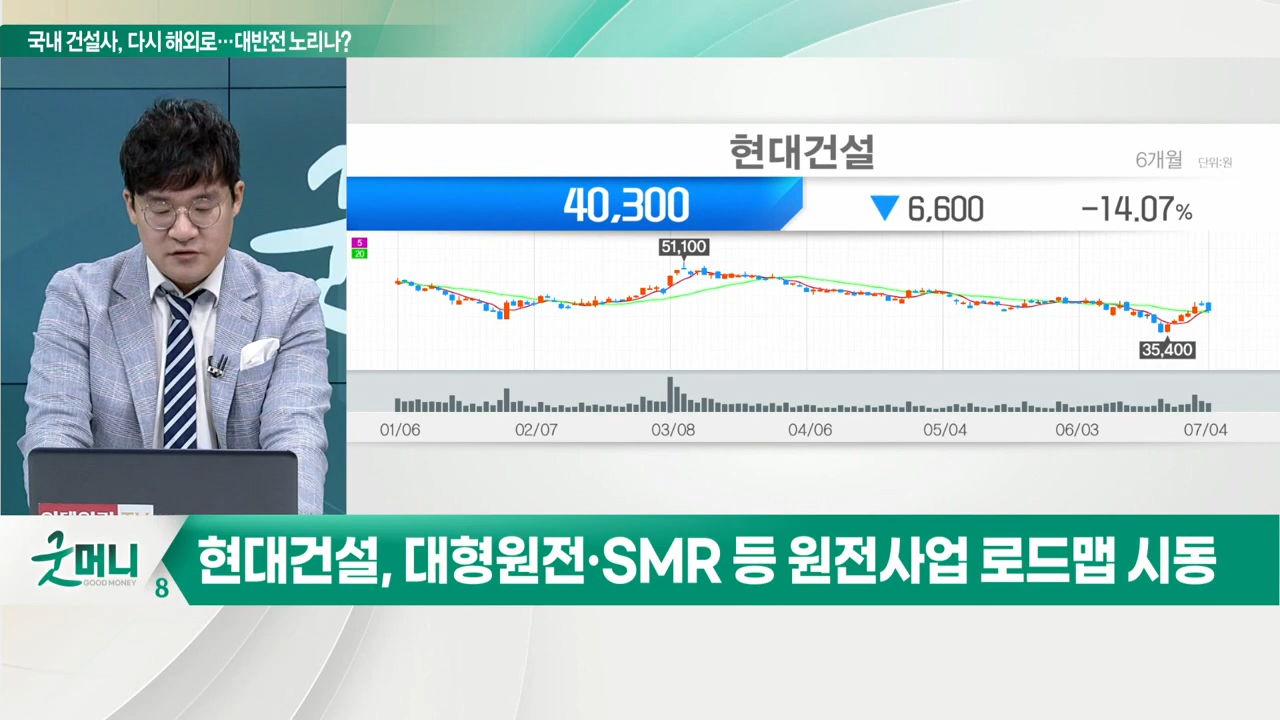 국내 건설사, 다시 해외로…대반전 노리나?
현대건설
6개월 단위:원
40,300 ▼6,600 -14.07%
5
20
51,100
35,400
01/06 02/07 03/08 04/06 05/04 06/03 07/04
굿머니
GOOD MONEY
8
현대건설, 대형원전·SMR 등 원전사업 로드맵 시동